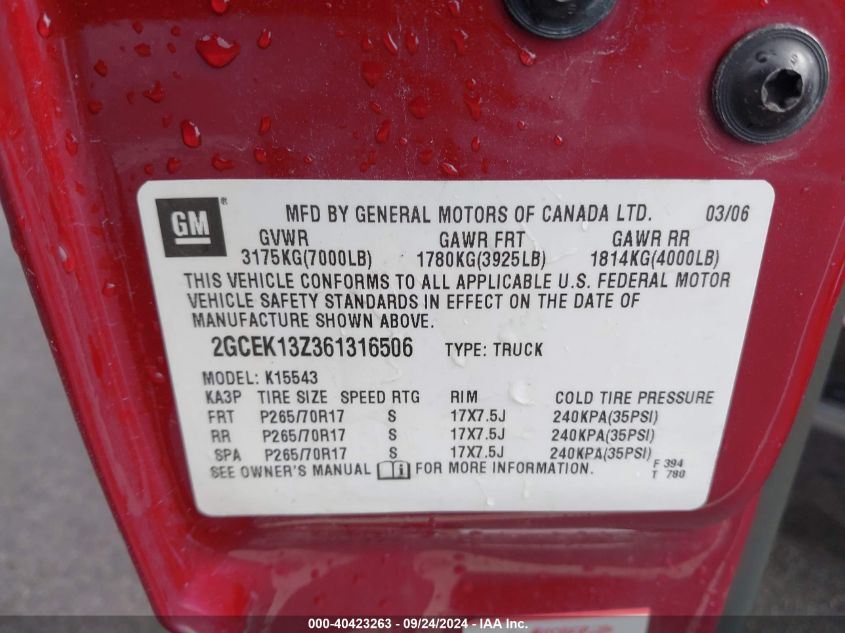 GM ® MFD BY GENERAL MOTORS OF CANADA LTD. 03/06
GVWR GAWR FRT GAWR RR
3175KG(7000LB) 1780KG(3925LB) 1814KG(4000LB)
THIS VEHICLE CONFORMS TO ALL APPLICABLE U.S. FEDERAL MOTOR
VEHICLE SAFETY STANDARDS IN EFFECT ON THE DATE OF
MANUFACTURE SHOWN ABOVE.
2GCEK13Z361316506 TYPE: TRUCK
MODEL: K15543
KA3P TIRE SIZE SPEED RTG RIM COLD TIRE PRESSURE
FRT P265/70R17 S 17X7.5J 240KPA(35PSI)
RR P265/70R17 S 17X7.5J 240KPA(35PSI)
SPA P265/70R17 S 17X7.5J 240KPA(35PSI)
SEE OWNER'S MANUAL FOR MORE INFORMATION. F 394
T 780
000-40423263 - 09/24/2024 - IAA Inc.